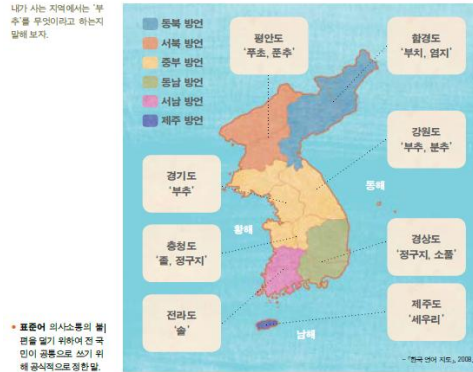 내가 사는 지역에서는 '부
추'를 무엇이라고 하는지
말해 보자.
동북 방언
서북 방언
중부 방언
동남 방언
서남 방언
제주 방언
평안도
'푸초, 푼추'
함경도
'부치, 염지'
강원도
'부추, 분추'
경기도
'부추'
동해
황해
충청도
'졸, 정구지'
경상도
'정구지, 소풀'
전라도
'솔'
제주도
'세우리'
남해
• 표준어 의사소통의 불
편을 덜기 위하여 전 국
민이 공통으로 쓰기 위
해 공식적으로 정한 말.
- "한국 언어 지도", 2008.